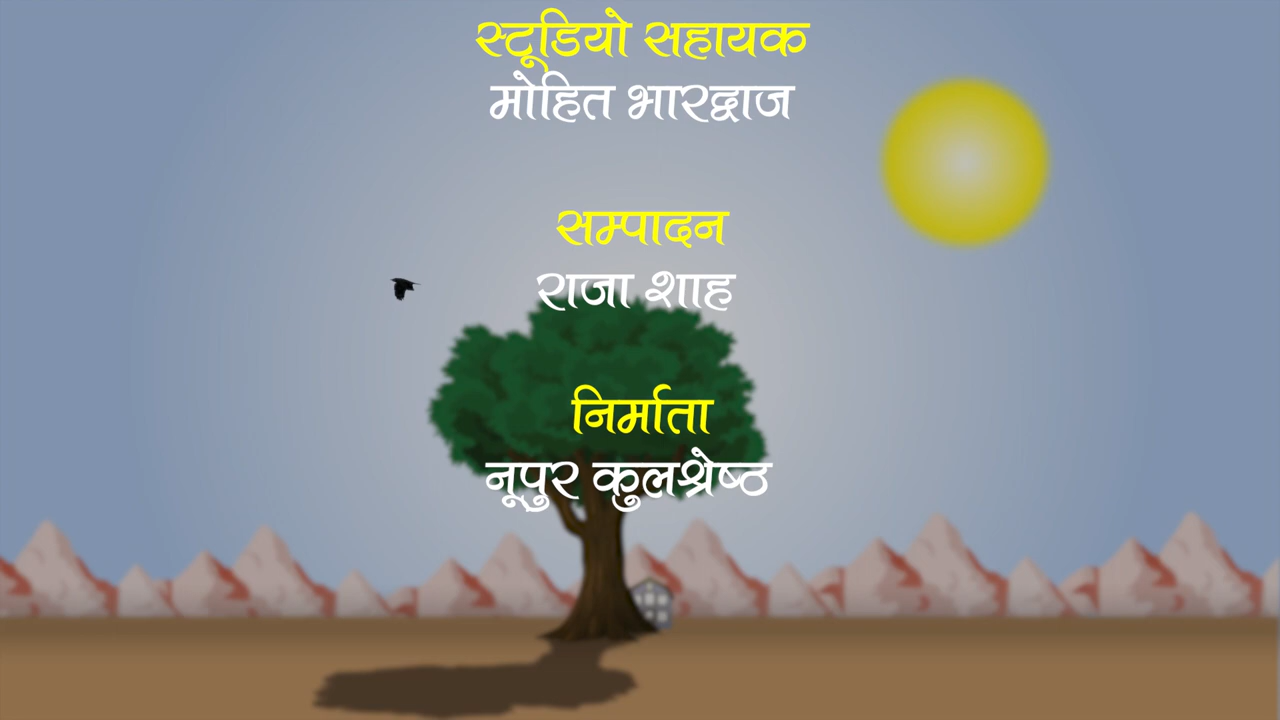 स्टूडियो सहायक
मोहित भारद्वाज
सम्पादन
राजा शाह
निर्माता
नूपुर कुलश्रेष्ठ